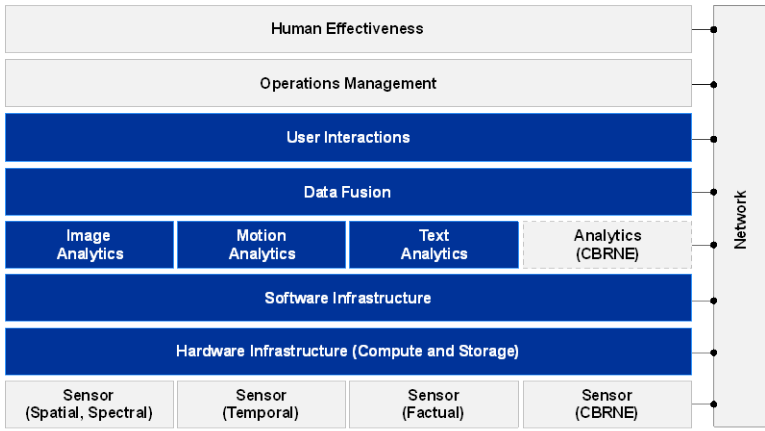 Human Effectiveness
Operations Management
User Interactions
Data Fusion
Image
Analytics
Motion
Analytics
Text
Analytics
Analytics
(CBRNE)
Software Infrastructure
Hardware Infrastructure (Compute and Storage)
Sensor
(Spatial, Spectral)
Sensor
(Temporal)
Sensor
(Factual)
Sensor
(CBRNE)
Network